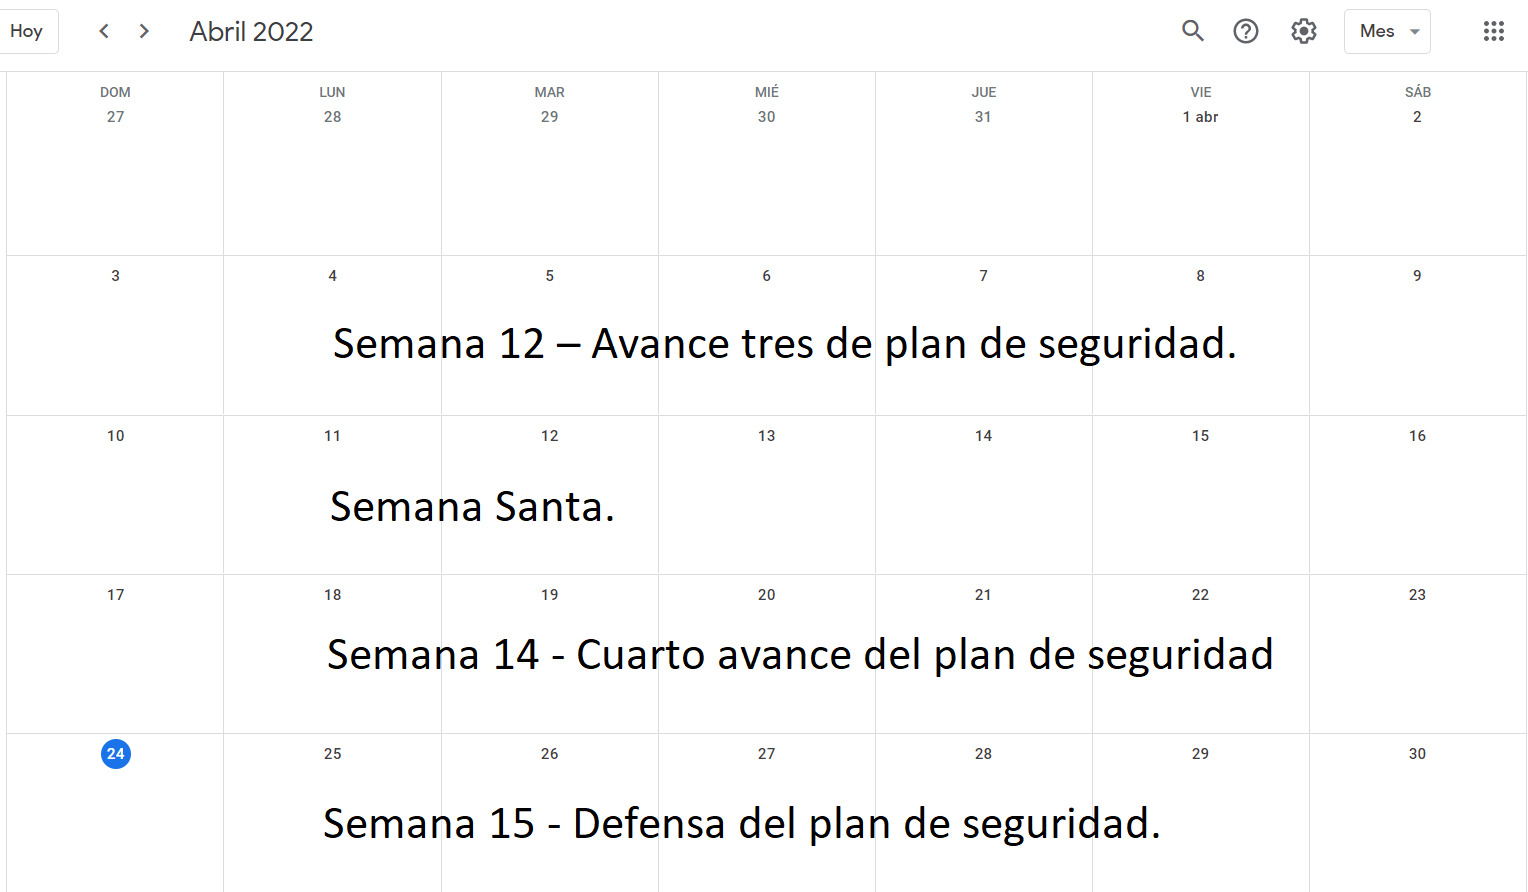 Hoy Abril 2022 Mes
DOM LUN MAR MIÉ JUE VIE SÁB
27 28 29 30 31 1 abr 2
3 4 5 6 7 8 9
Semana 12 – Avance tres de plan de seguridad.
10 11 12 13 14 15 16
Semana Santa.
17 18 19 20 21 22 23
Semana 14 - Cuarto avance del plan de seguridad
24 25 26 27 28 29 30
Semana 15 - Defensa del plan de seguridad.